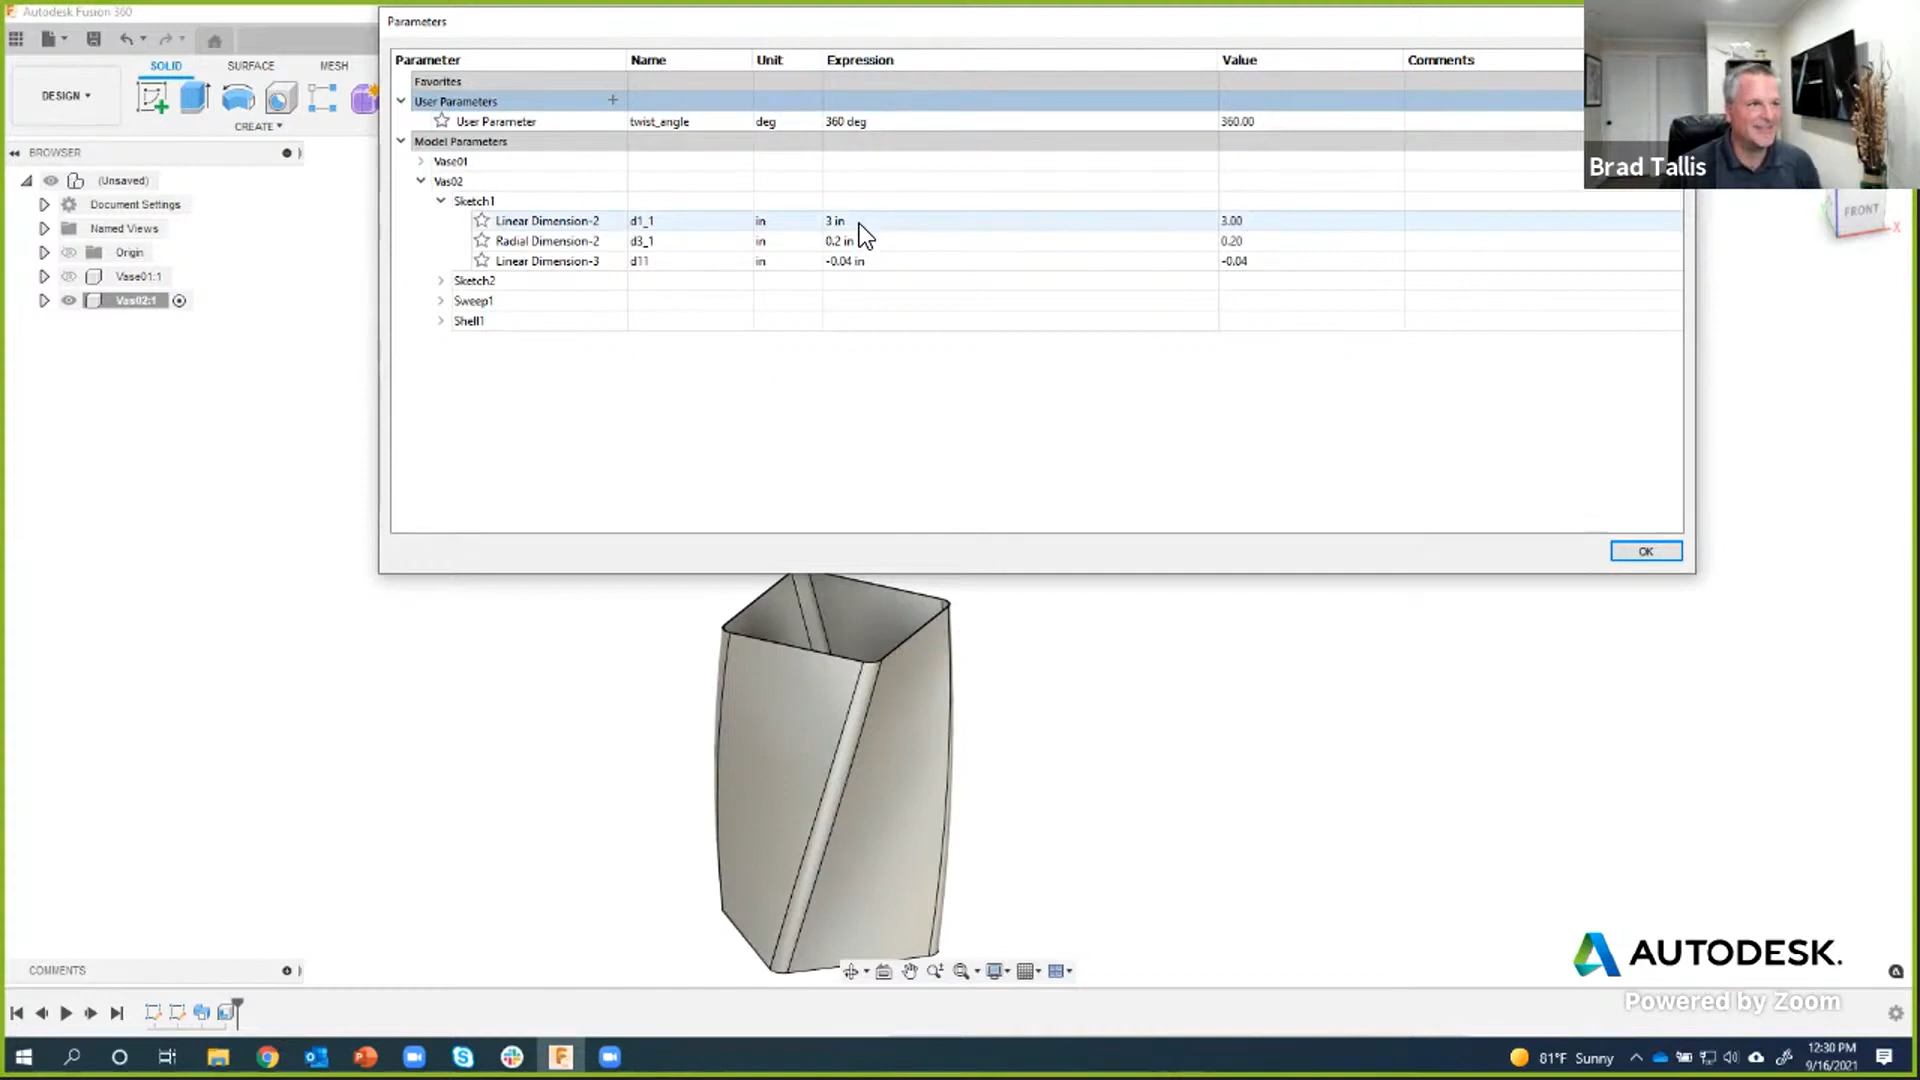 Autodesk Fusion 360
Parameters
Parameter Name Unit Expression Value Comments
Favorites
User Parameters +
User Parameter twist_angle deg 360 deg 360.00
Model Parameters
Vase01
Vas02
Sketch1
Linear Dimension-2 d1_1 in 3 in 3.00
Radial Dimension-2 d3_1 in 0.2 in 0.20
Linear Dimension-3 d11 in -0.04 in -0.04
Sketch2
Sweep1
Shell1
OK
SOLID SURFACE MESH
DESIGN
CREATE
BROWSER
(Unsaved)
Document Settings
Named Views
Origin
Vase01:1
Vas02:1
Brad Tallis
FRONT
X
COMMENTS
AUTODESK.
Powered by Zoom
81°F Sunny
12:30 PM
9/16/2021